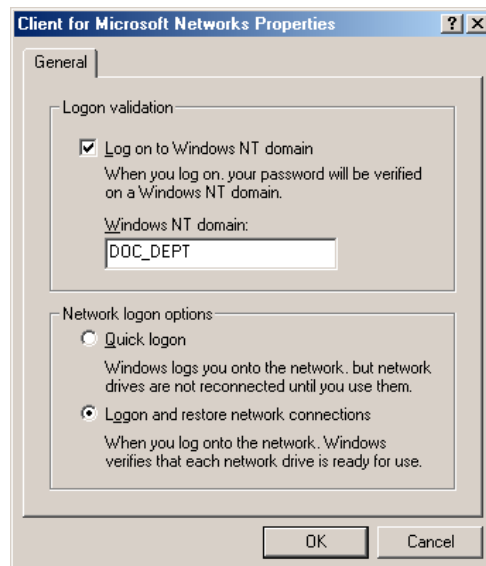 Client for Microsoft Networks Properties
General
Logon validation
Log on to Windows NT domain
When you log on. your password will be verified
on a Windows NT domain.
Windows NT domain:
DOC_DEPT
Network logon options
Quick logon
Windows logs you onto the network. but network
drives are not reconnected until you use them.
Logon and restore network connections
When you log onto the network. Windows
verifies that each network drive is ready for use.
OK Cancel